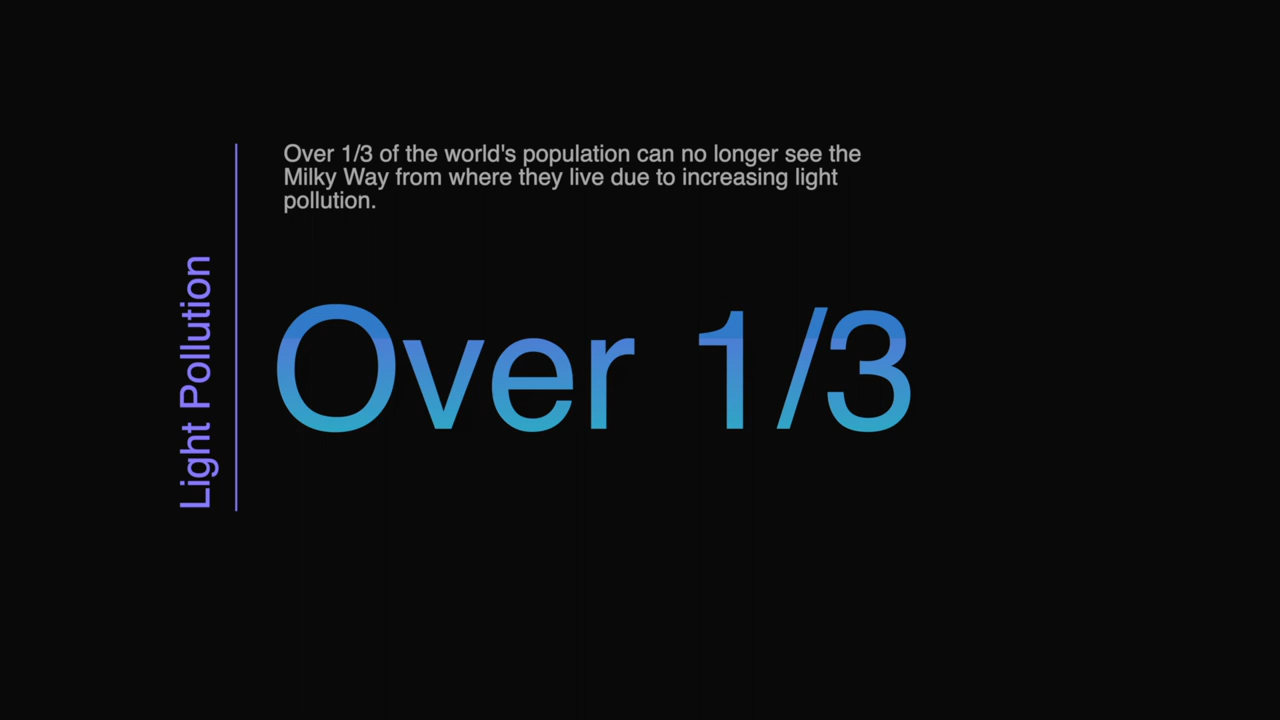 Over 1/3 of the world's population can no longer see the
Milky Way from where they live due to increasing light
pollution.
Light Pollution
Over 1/3